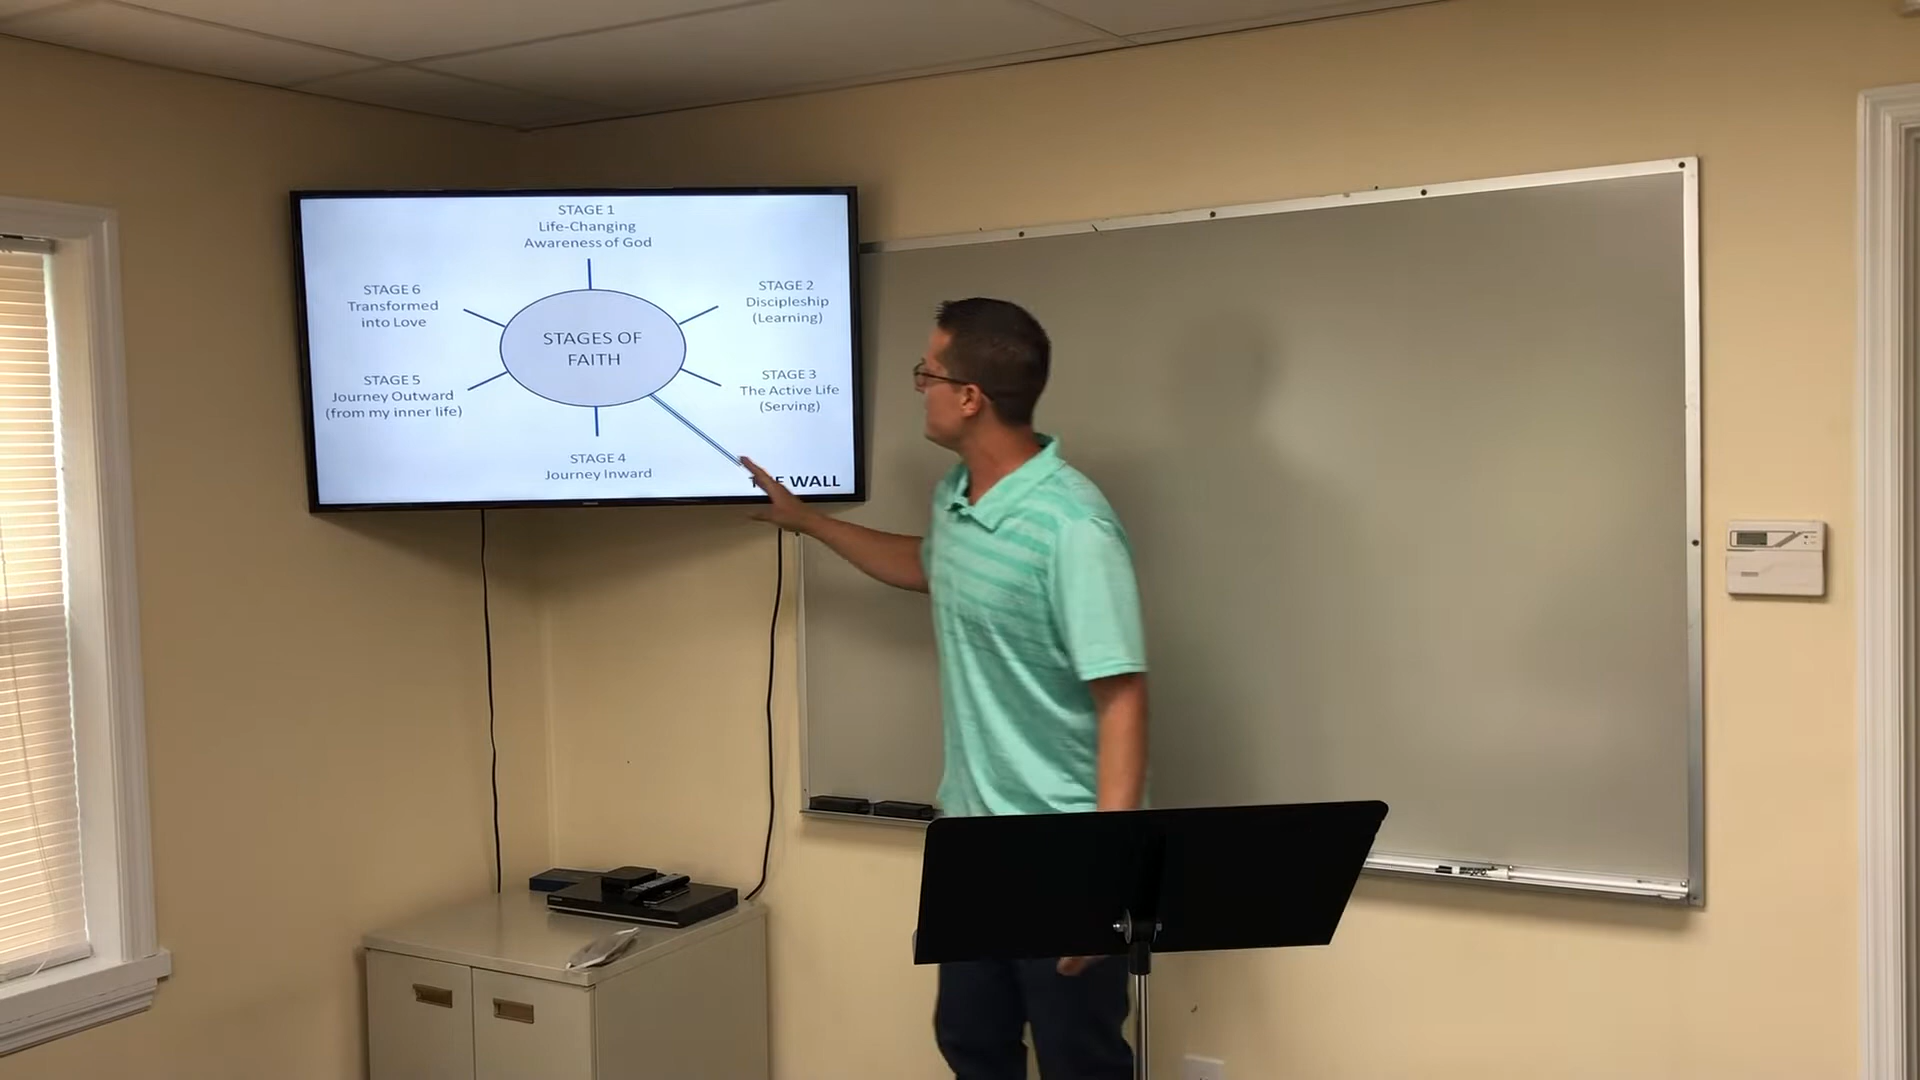 STAGE 1
Life-Changing
Awareness of God
STAGE 2
Discipleship
(Learning)
STAGE 3
The Active Life
(Serving)
THE WALL
STAGE 4
Journey Inward
STAGE 5
Journey Outward
(from my inner life)
STAGE 6
Transformed
into Love
STAGES OF
FAITH